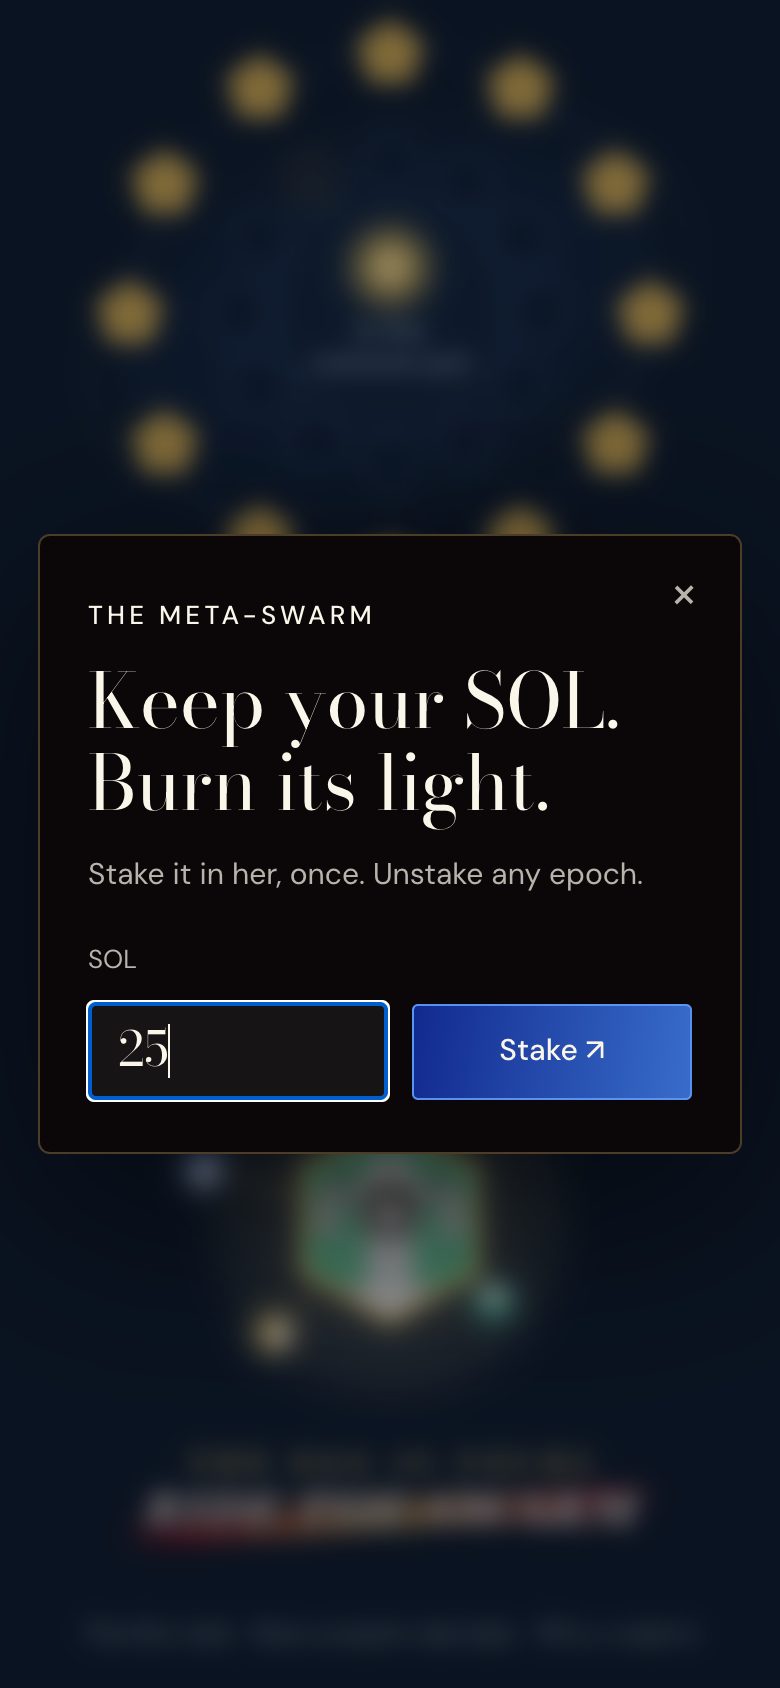 THE META-SWARM
×
Keep your SOL.
Burn its light.
Stake it in her, once. Unstake any epoch.
SOL
25
Stake ↗